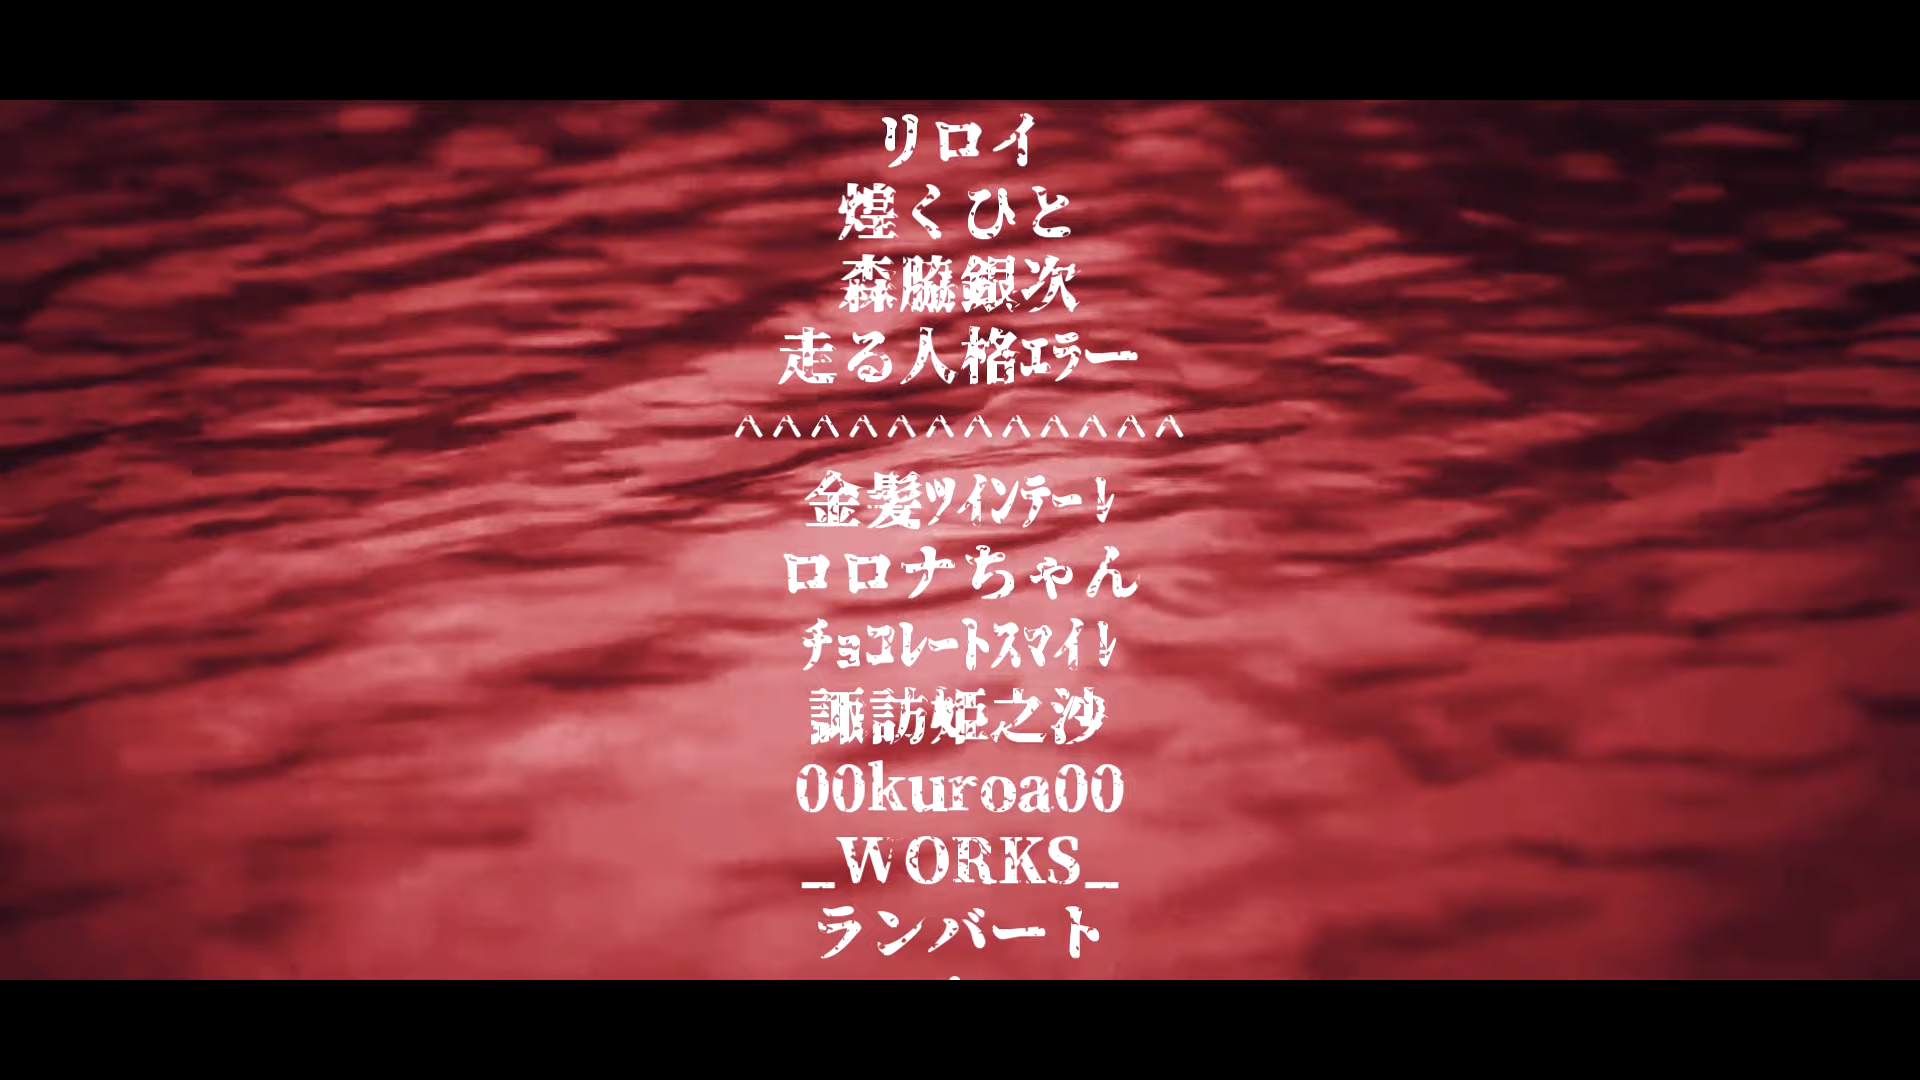 リロイ
煌くひと
森脇銀次
走る人格ｴﾗー
^^^^^^^^^^^^
金髪ﾂインテーﾙ
ロロナちゃん
ﾁｮｺﾚーﾄｽﾏイﾙ
諏訪姫之沙
00kuroa00
_WORKS_
ランバート